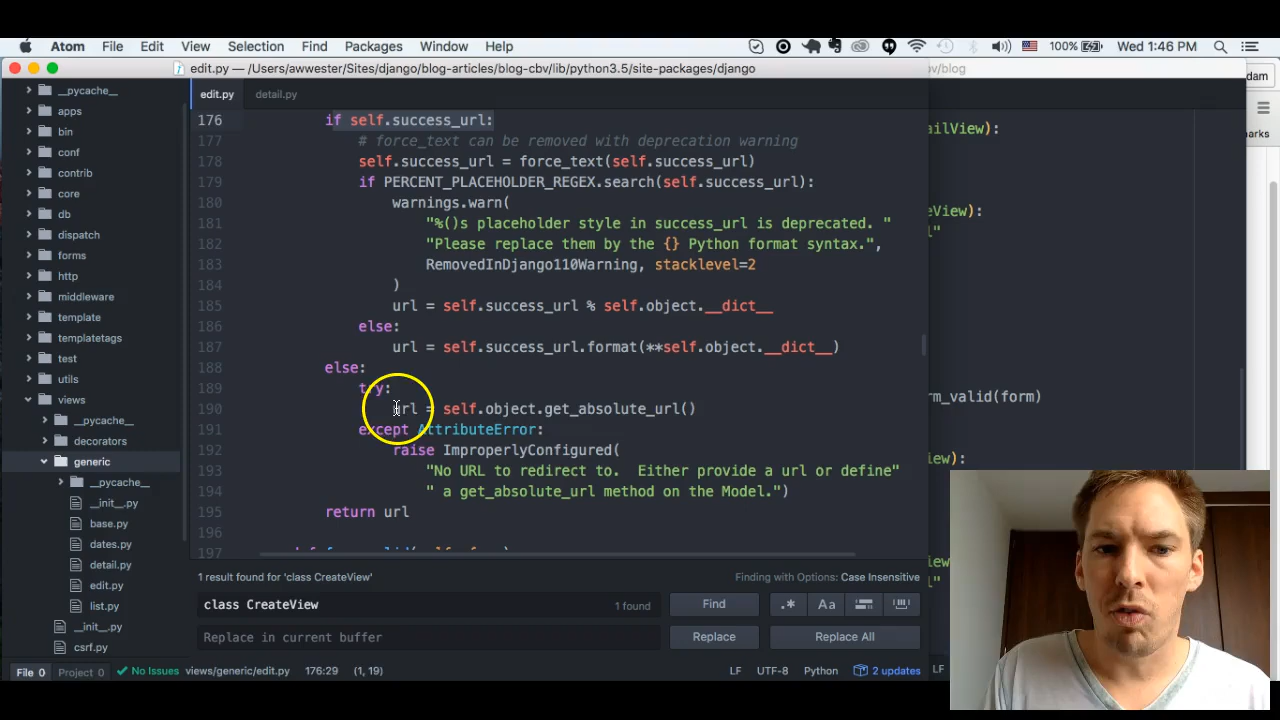 Atom File Edit View Selection Find Packages Window Help 100% Wed 1:46 PM
edit.py — /Users/awwester/Sites/django/blog-articles/blog-cbv/lib/python3.5/site-packages/django
bv/blog
dam
__pycache__
apps
bin
conf
contrib
core
db
dispatch
forms
http
middleware
template
templatetags
test
utils
views
__pycache__
decorators
generic
__pycache__
__init__.py
base.py
dates.py
detail.py
edit.py
list.py
__init__.py
csrf.py
edit.py detail.py
176 if self.success_url:
177 # force_text can be removed with deprecation warning
178 self.success_url = force_text(self.success_url)
179 if PERCENT_PLACEHOLDER_REGEX.search(self.success_url):
180 warnings.warn(
181 "%()s placeholder style in success_url is deprecated. "
182 "Please replace them by the {} Python format syntax.",
183 RemovedInDjango110Warning, stacklevel=2
184 )
185 url = self.success_url % self.object.__dict__
186 else:
187 url = self.success_url.format(**self.object.__dict__)
188 else:
189 try:
190 url = self.object.get_absolute_url()
191 except AttributeError:
192 raise ImproperlyConfigured(
193 "No URL to redirect to.  Either provide a url or define"
194 " a get_absolute_url method on the Model.")
195 return url
196
197
ailView):
eView):
l"
rm_valid(form)
ew):
iew)
l"
arks
1 result found for 'class CreateView' Finding with Options: Case Insensitive
class CreateView 1 found Find .* Aa
Replace in current buffer Replace Replace All
File 0 Project 0 No Issues views/generic/edit.py 176:29 (1, 19) LF UTF-8 Python 2 updates LF